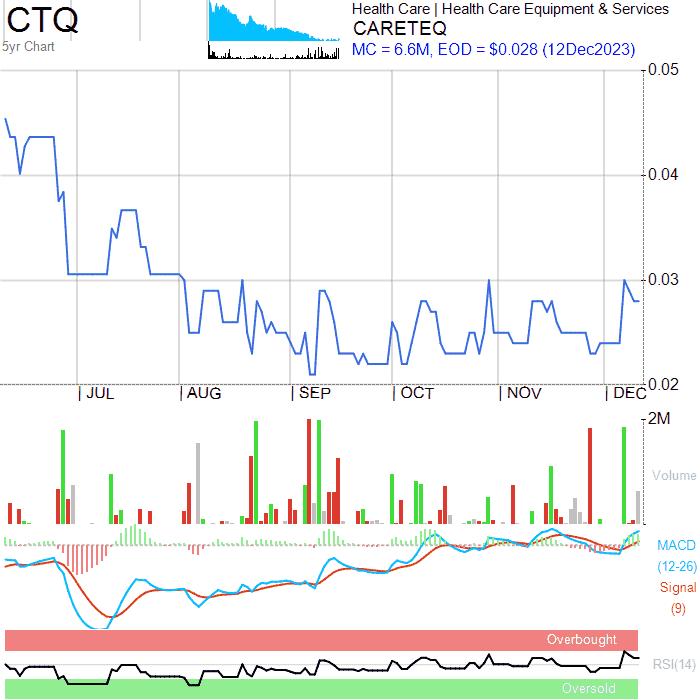 CTQ
5yr Chart
Health Care | Health Care Equipment & Services
CARETEQ
MC = 6.6M, EOD = $0.028 (12Dec2023)
0.05
0.04
0.03
0.02
| JUL | AUG | SEP | OCT | NOV | DEC
2M
Volume
MACD
(12-26)
Signal
(9)
Overbought
RSI(14)
Oversold